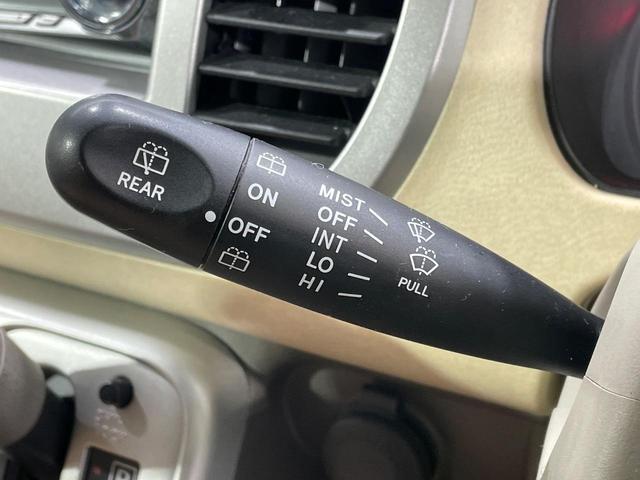 REAR
ON
OFF
MIST
OFF
INT
LO
HI
PULL
P